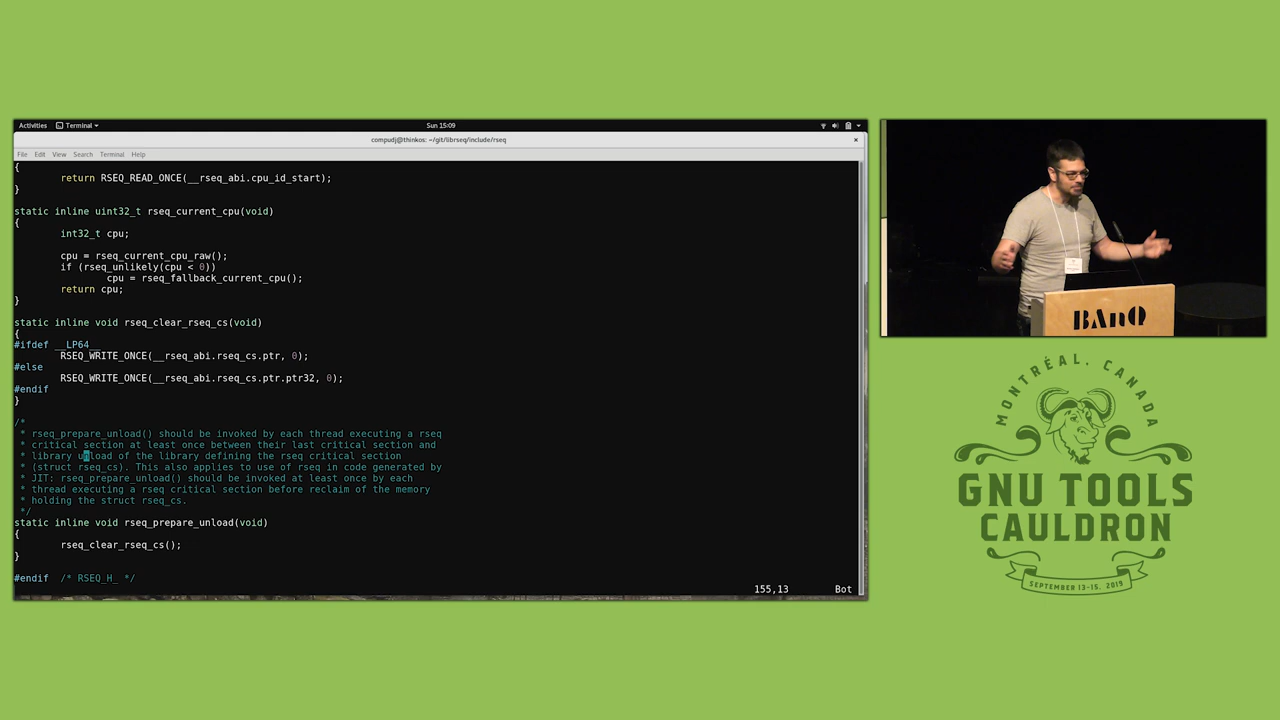 Activities Terminal Sun 15:09
compudj@thinkos: ~/git/librseq/include/rseq
File Edit View Search Terminal Help
{
return RSEQ_READ_ONCE(__rseq_abi.cpu_id_start);
}
static inline uint32_t rseq_current_cpu(void)
{
int32_t cpu;
cpu = rseq_current_cpu_raw();
if (rseq_unlikely(cpu < 0))
cpu = rseq_fallback_current_cpu();
return cpu;
}
static inline void rseq_clear_rseq_cs(void)
{
#ifdef __LP64__
RSEQ_WRITE_ONCE(__rseq_abi.rseq_cs.ptr, 0);
#else
RSEQ_WRITE_ONCE(__rseq_abi.rseq_cs.ptr.ptr32, 0);
#endif
}
/*
* rseq_prepare_unload() should be invoked by each thread executing a rseq
* critical section at least once between their last critical section and
* library unload of the library defining the rseq critical section
* (struct rseq_cs). This also applies to use of rseq in code generated by
* JIT: rseq_prepare_unload() should be invoked at least once by each
* thread executing a rseq critical section before reclaim of the memory
* holding the struct rseq_cs.
*/
static inline void rseq_prepare_unload(void)
{
rseq_clear_rseq_cs();
}
#endif /* RSEQ_H_ */
155,13 Bot
BAnQ
MONTRÉAL, CANADA
GNU TOOLS
CAULDRON
SEPTEMBER 13-15, 2019